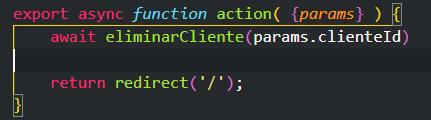 export async function action( {params} ) {
    await eliminarCliente(params.clienteId)
    return redirect('/');
}